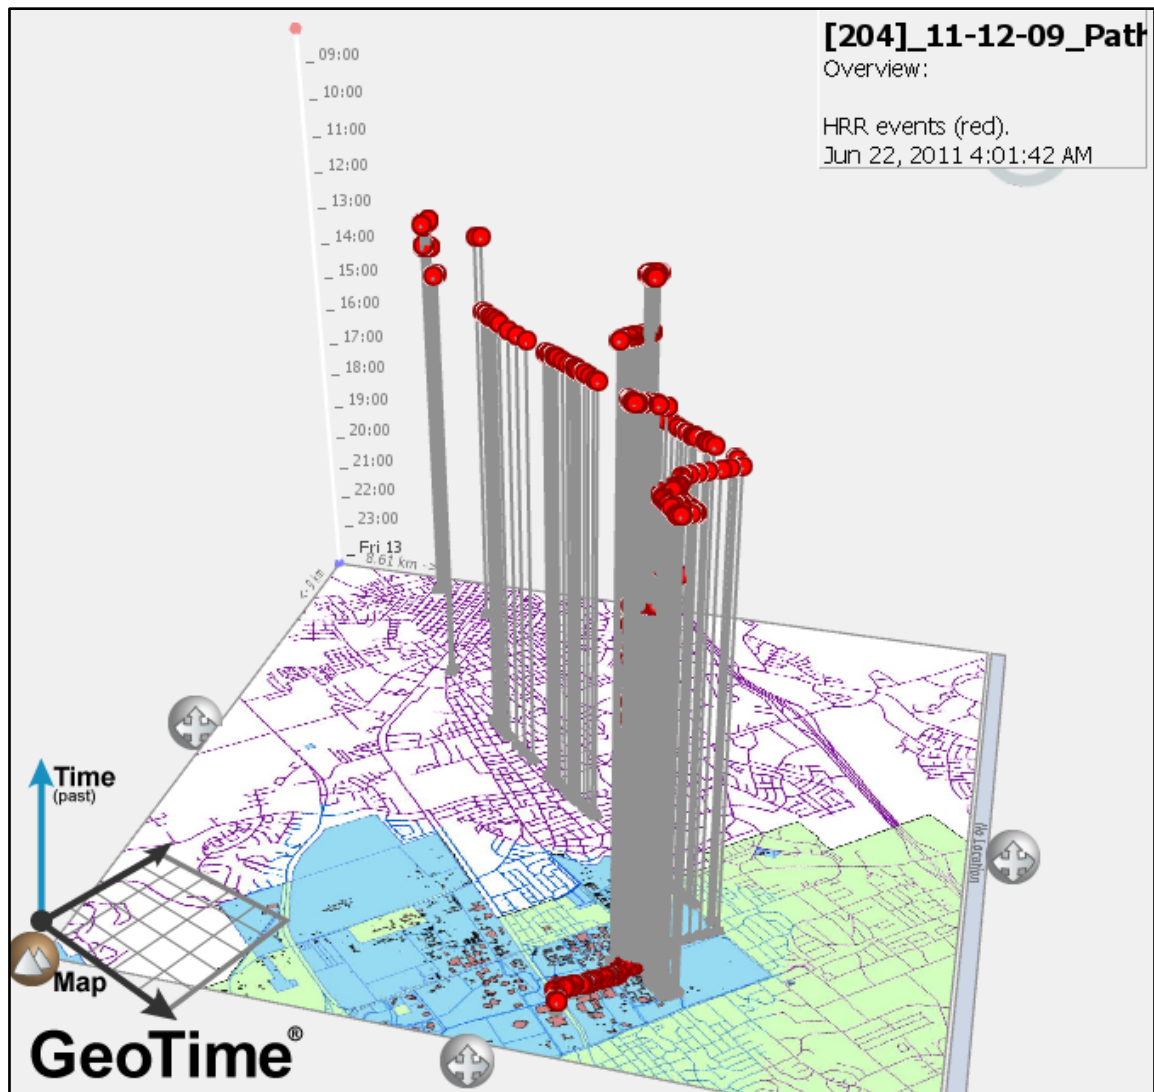 [204]_11-12-09_Path
Overview:
HRR events (red).
Jun 22, 2011 4:01:42 AM
_ 09:00
_ 10:00
_ 11:00
_ 12:00
_ 13:00
_ 14:00
_ 15:00
_ 16:00
_ 17:00
_ 18:00
_ 19:00
_ 20:00
_ 21:00
_ 22:00
_ 23:00
_ Fri 13
8.61 km ->
<- 9 km
No Location
Time
(past)
Map
GeoTime®